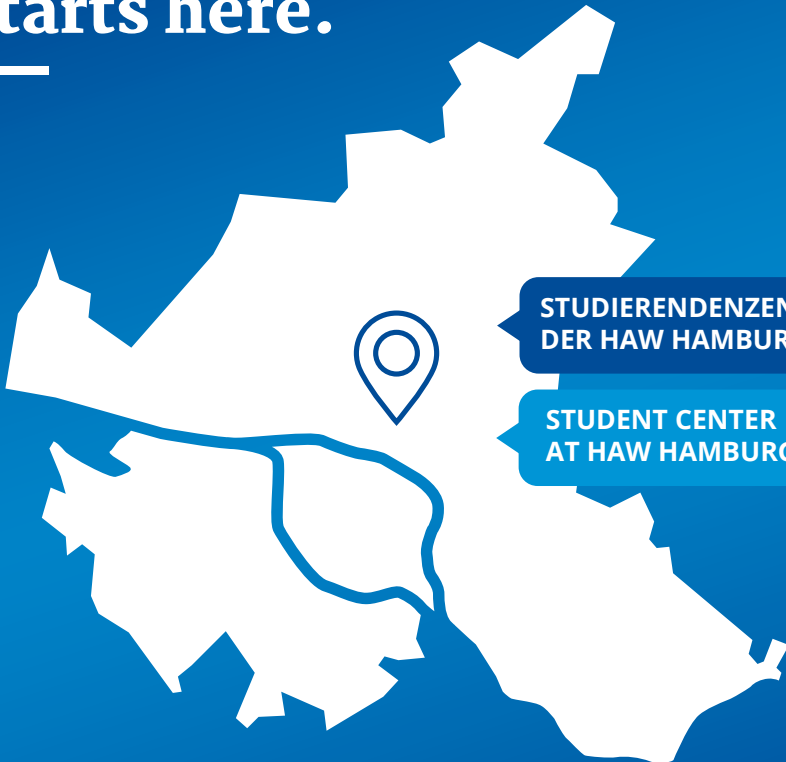 tarts here.
STUDIERENDENZEN
DER HAW HAMBUR
STUDENT CENTER
AT HAW HAMBURG